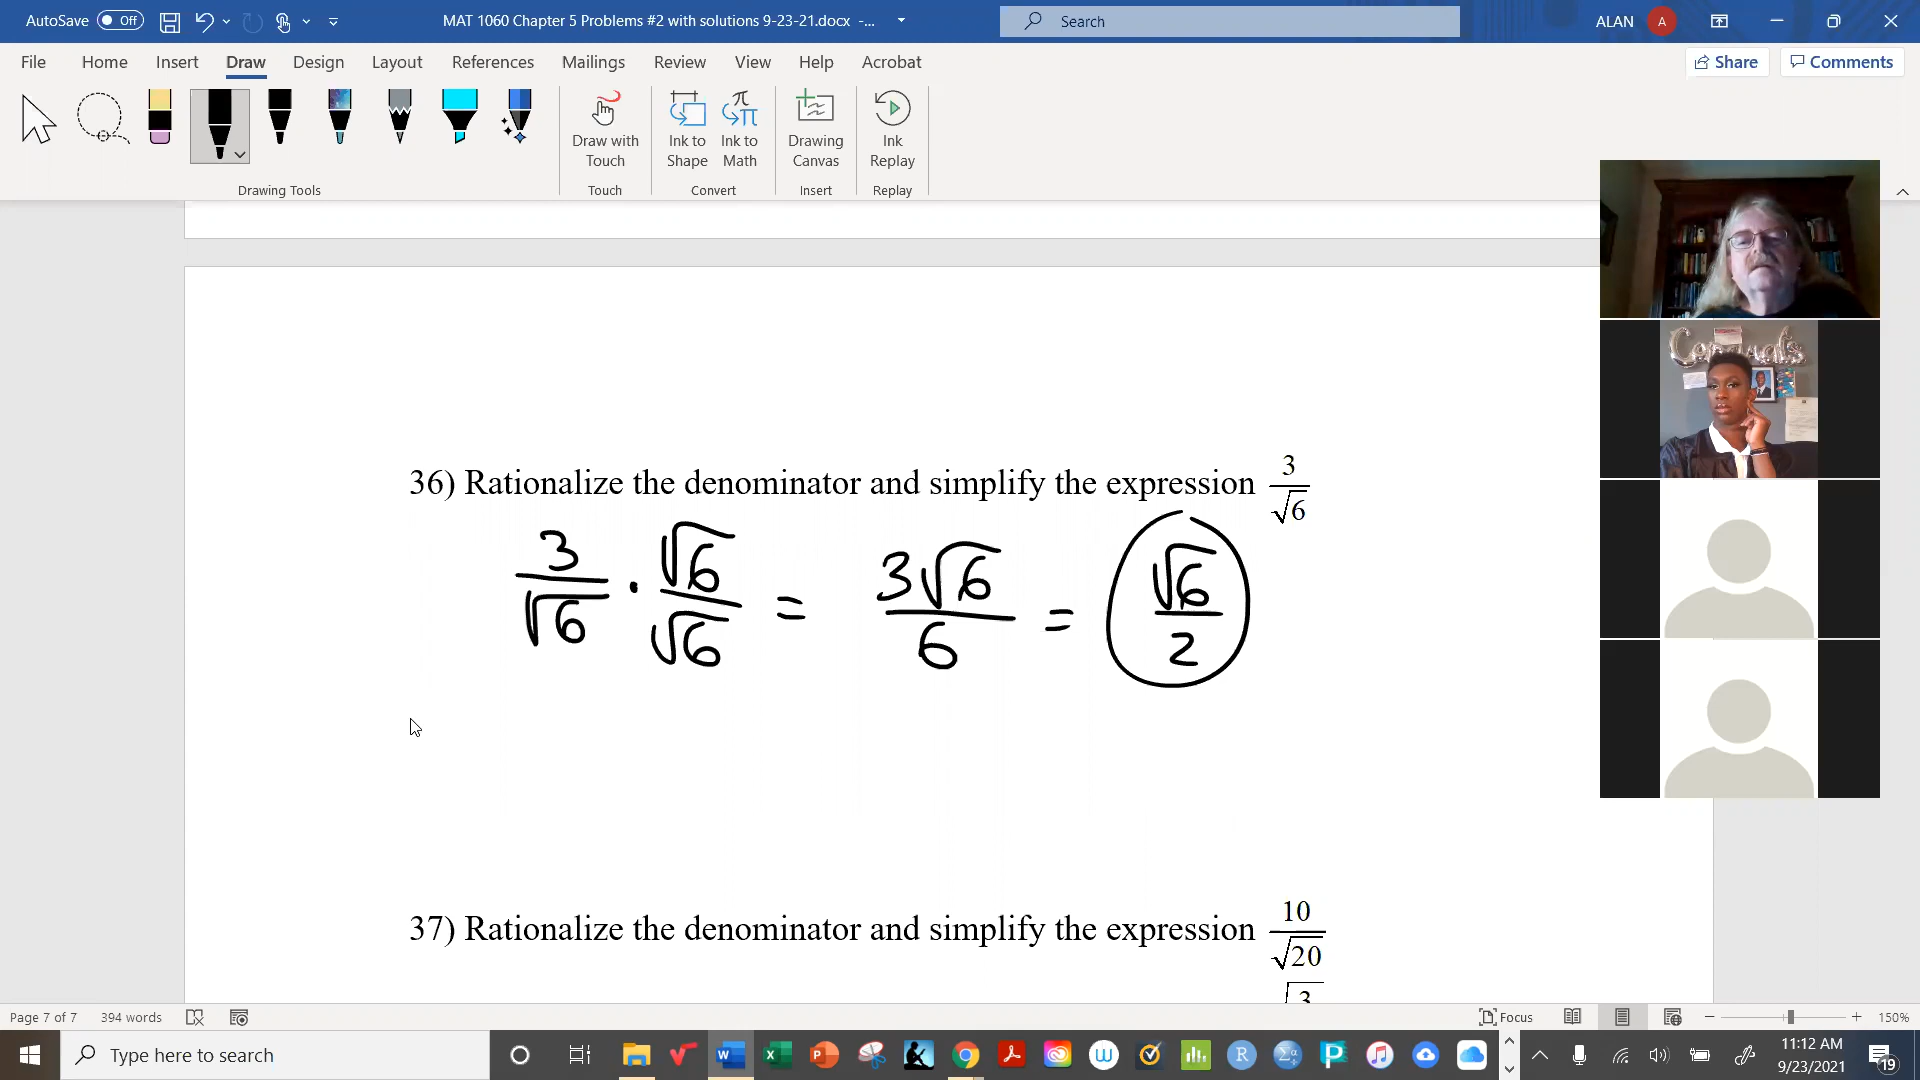 AutoSave Off MAT 1060 Chapter 5 Problems #2 with solutions 9-23-21.docx -... Search ALAN A
File Home Insert Draw Design Layout References Mailings Review View Help Acrobat Share Comments
Draw with Touch
Ink to Shape
Ink to Math
Drawing Canvas
Ink Replay
Drawing Tools Touch Convert Insert Replay
36) Rationalize the denominator and simplify the expression 3/√6
3/√6 · √6/√6 = 3√6/6 = √6/2
37) Rationalize the denominator and simplify the expression 10/√20
√3
Page 7 of 7 394 words Focus 150%
Type here to search 11:12 AM
9/23/2021 19